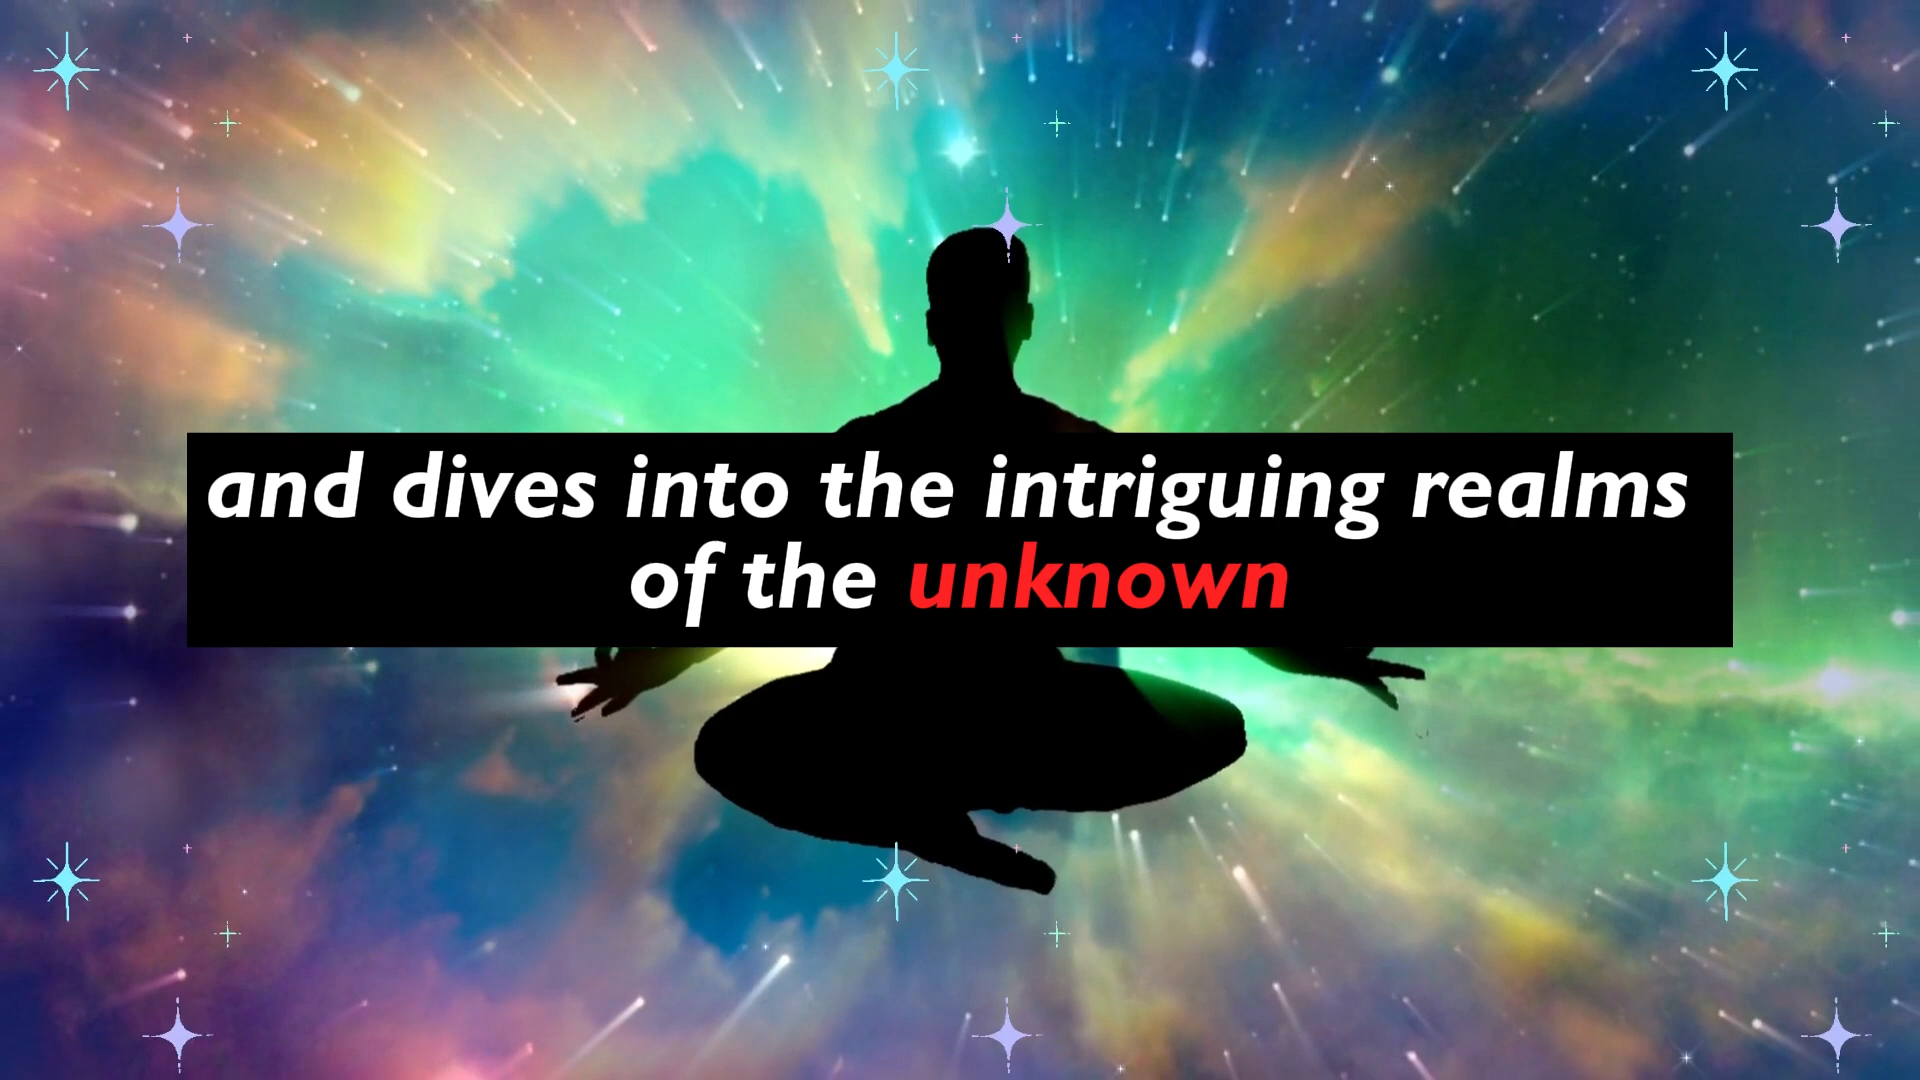 and dives into the intriguing realms
of the unknown